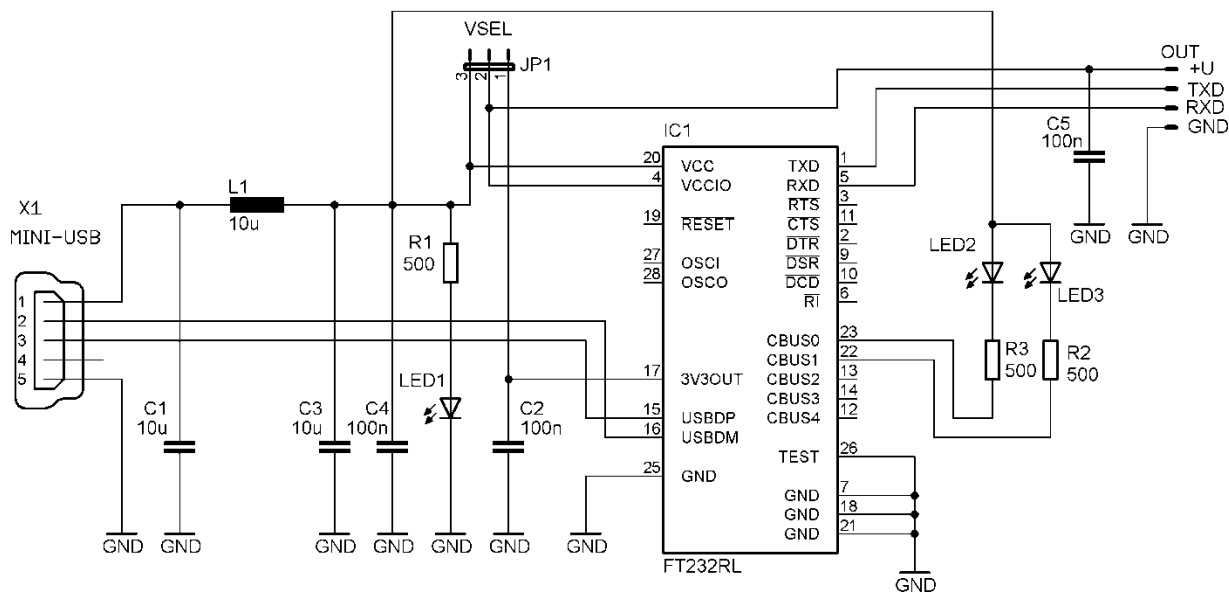 VSEL
3
2
1
JP1
OUT
+U
TXD
RXD
GND
C5
100n
GND
GND
X1
MINI-USB
1
2
3
4
5
L1
10u
R1
500
LED1
C1
10u
C3
10u
C4
100n
C2
100n
GND
GND
GND
GND
GND
GND
GND
IC1
20 VCC
4 VCCIO
19 RESET
27 OSCI
28 OSCO
17 3V3OUT
15 USBDP
16 USBDM
25 GND
TXD 1
RXD 5
RTS 3
CTS 11
DTR 2
DSR 9
DCD 10
RI 6
CBUS0 23
CBUS1 22
CBUS2 13
CBUS3 14
CBUS4 12
TEST 26
GND 7
GND 18
GND 21
FT232RL
GND
LED2
LED3
R3
500
R2
500